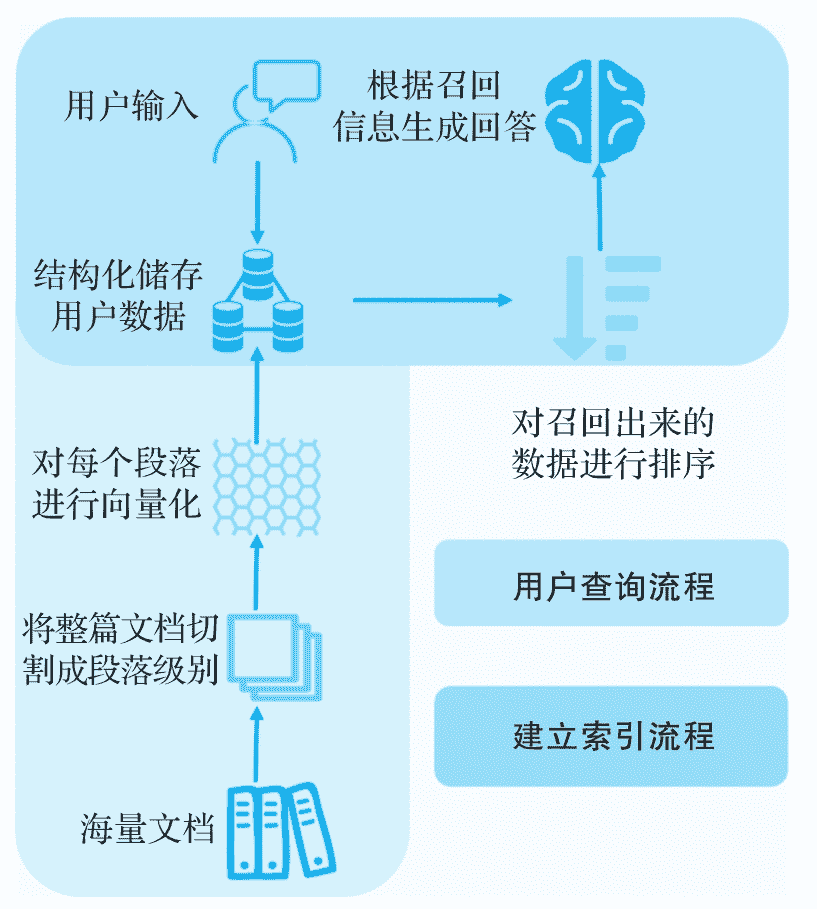 用户输入
根据召回
信息生成回答
结构化储存
用户数据
对召回出来的
数据进行排序
对每个段落
进行向量化
用户查询流程
将整篇文档切
割成段落级别
建立索引流程
海量文档